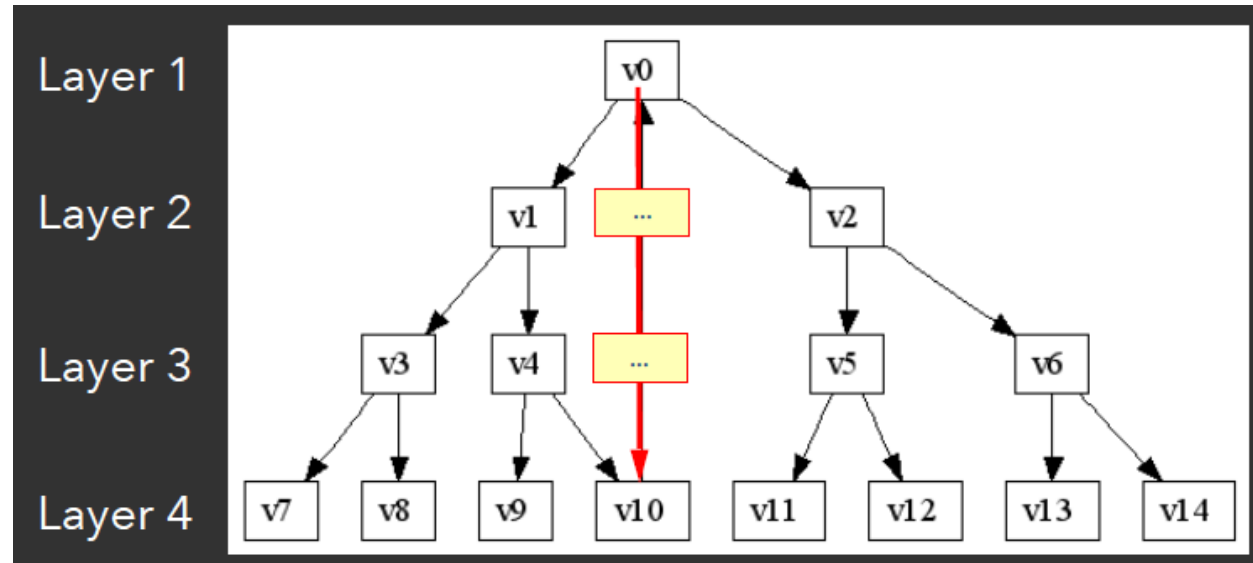 Layer 1 v0
Layer 2 v1 ... v2
Layer 3 v3 v4 ... v5 v6
Layer 4 v7 v8 v9 v10 v11 v12 v13 v14